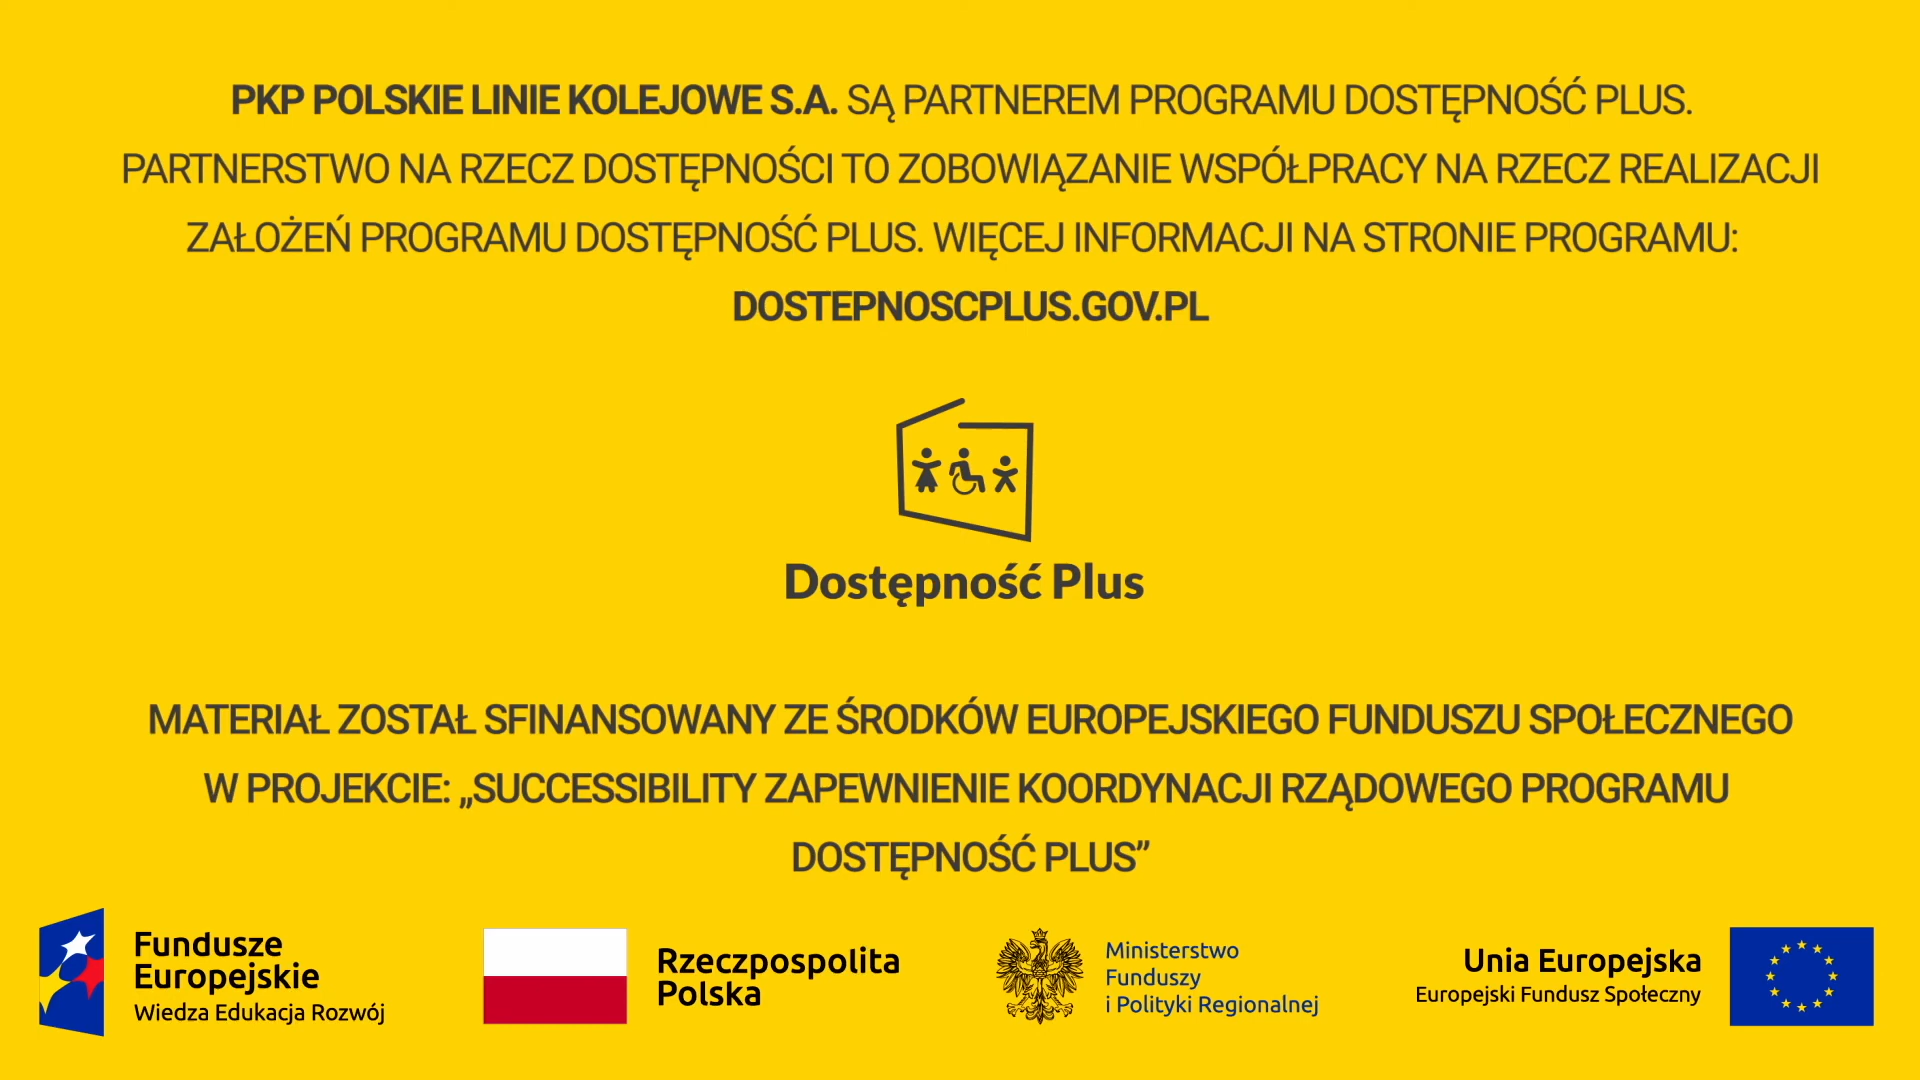 PKP POLSKIE LINIE KOLEJOWE S.A. SĄ PARTNEREM PROGRAMU DOSTĘPNOŚĆ PLUS.
PARTNERSTWO NA RZECZ DOSTĘPNOŚCI TO ZOBOWIĄZANIE WSPÓŁPRACY NA RZECZ REALIZACJI
ZAŁOŻEŃ PROGRAMU DOSTĘPNOŚĆ PLUS. WIĘCEJ INFORMACJI NA STRONIE PROGRAMU:
DOSTEPNOSCPLUS.GOV.PL
Dostępność Plus
MATERIAŁ ZOSTAŁ SFINANSOWANY ZE ŚRODKÓW EUROPEJSKIEGO FUNDUSZU SPOŁECZNEGO
W PROJEKCIE: „SUCCESSIBILITY ZAPEWNIENIE KOORDYNACJI RZĄDOWEGO PROGRAMU
DOSTĘPNOŚĆ PLUS”
Fundusze
Europejskie
Wiedza Edukacja Rozwój
Rzeczpospolita
Polska
Ministerstwo
Funduszy
i Polityki Regionalnej
Unia Europejska
Europejski Fundusz Społeczny